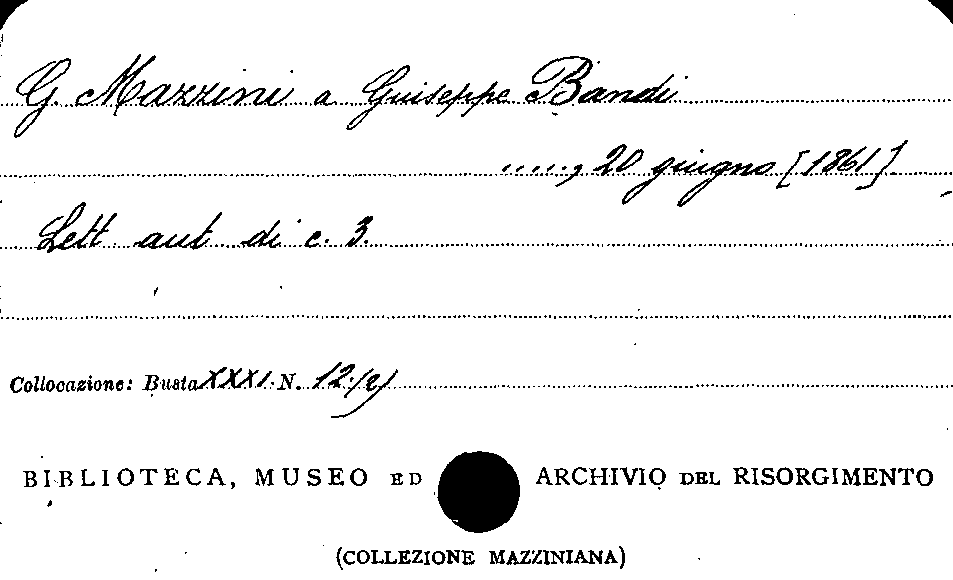 G. Mazzini a Giuseppe Bandi
....., 20 giugno [1861]
Lett aut di c. 3.
Collocazione: Busta XXXI. N. 12/2)
BIBLIOTECA, MUSEO ED ARCHIVIO DEL RISORGIMENTO
(COLLEZIONE MAZZINIANA)